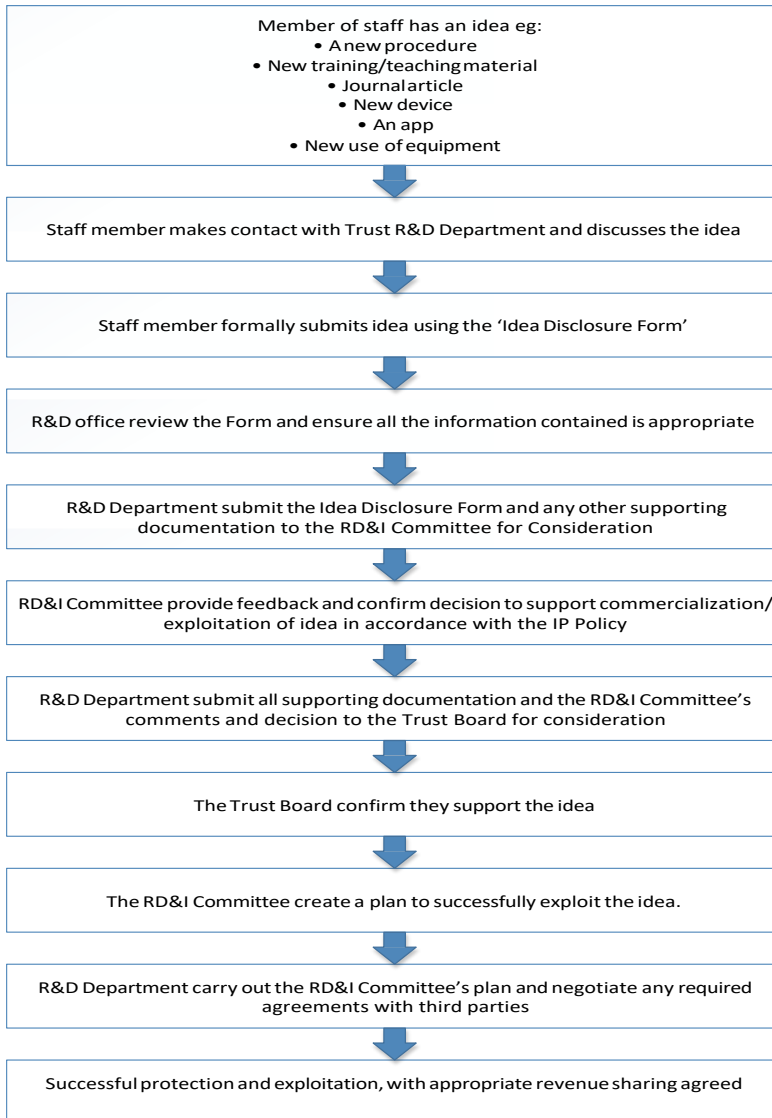 Member of staff has an idea eg:
• A new procedure
• New training/teaching material
• Journal article
• New device
• An app
• New use of equipment
Staff member makes contact with Trust R&D Department and discusses the idea
Staff member formally submits idea using the ‘Idea Disclosure Form’
R&D office review the Form and ensure all the information contained is appropriate
R&D Department submit the Idea Disclosure Form and any other supporting
documentation to the RD&I Committee for Consideration
RD&I Committee provide feedback and confirm decision to support commercialization/
exploitation of idea in accordance with the IP Policy
R&D Department submit all supporting documentation and the RD&I Committee’s
comments and decision to the Trust Board for consideration
The Trust Board confirm they support the idea
The RD&I Committee create a plan to successfully exploit the idea.
R&D Department carry out the RD&I Committee’s plan and negotiate any required
agreements with third parties
Successful protection and exploitation, with appropriate revenue sharing agreed